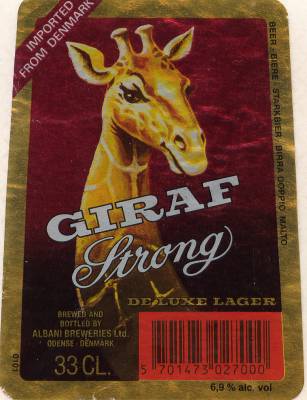 IMPORTED
FROM DENMARK
BEER - BIERE - STARKBIER - BIRRA DOPPIO MALTO
GIRAF
Strong
DE LUXE LAGER
BREWED AND
BOTTLED BY
ALBANI BREWERIES Ltd.
ODENSE - DENMARK
33 CL.
0101
5 701473 027000
6,9 % alc. vol